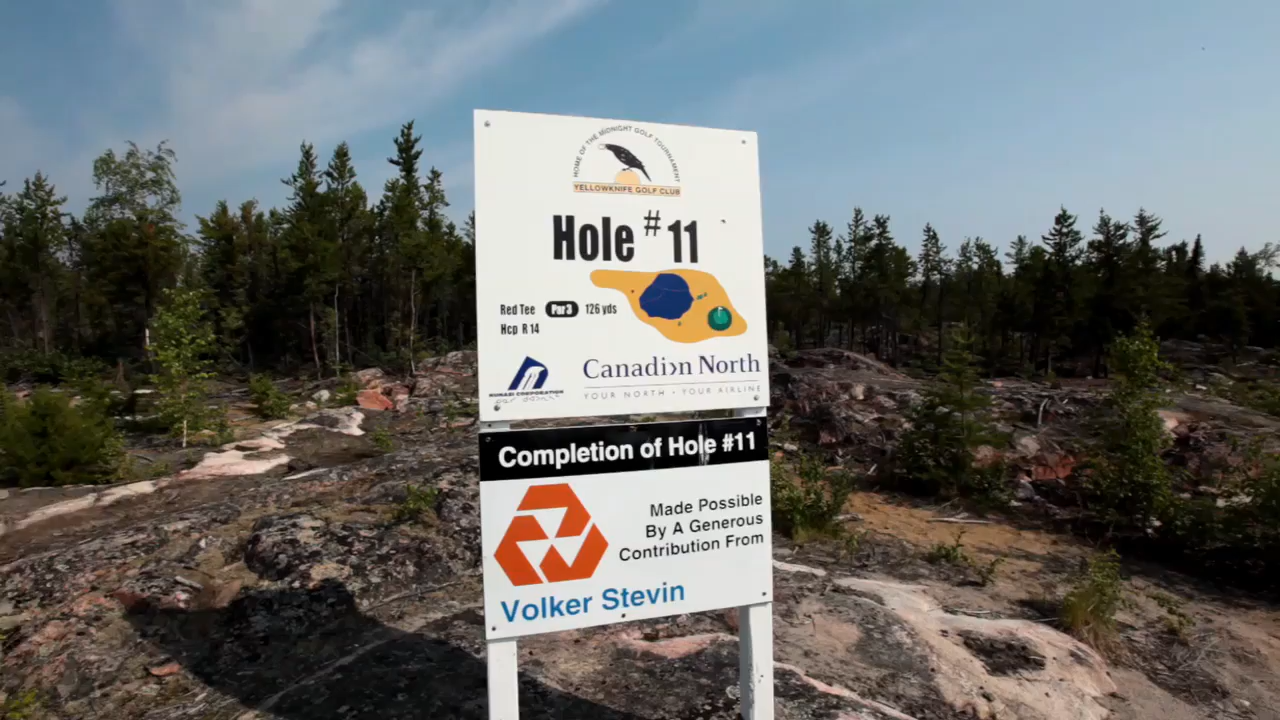 HOME OF THE MIDNIGHT GOLF TOURNAMENT
YELLOWKNIFE GOLF CLUB
Hole #11
Red Tee Par 3 126 yds
Hcp R 14
Canadian North
YOUR NORTH • YOUR AIRLINE
CORPORATION
Completion of Hole #11
Made Possible
By A Generous
Contribution From
Volker Stevin